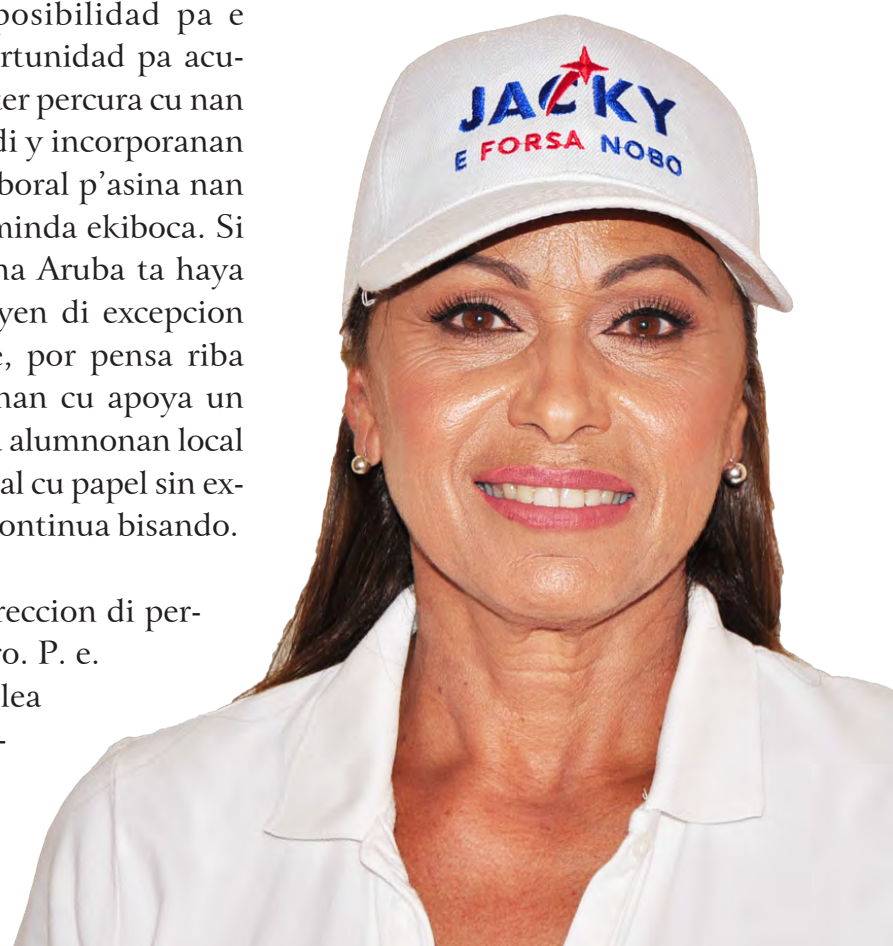 posibilidad pa e
rtunidad pa acu-
er percura cu nan
di y incorporanan
boral p'asina nan
minda ekiboca. Si
na Aruba ta haya
yen di excepcion
e, por pensa riba
nan cu apoya un
alumnonan local
al cu papel sin ex-
ontinua bisando.
reccion di per-
ro. P. e.
lea
-
JACKY
E FORSA NOBO